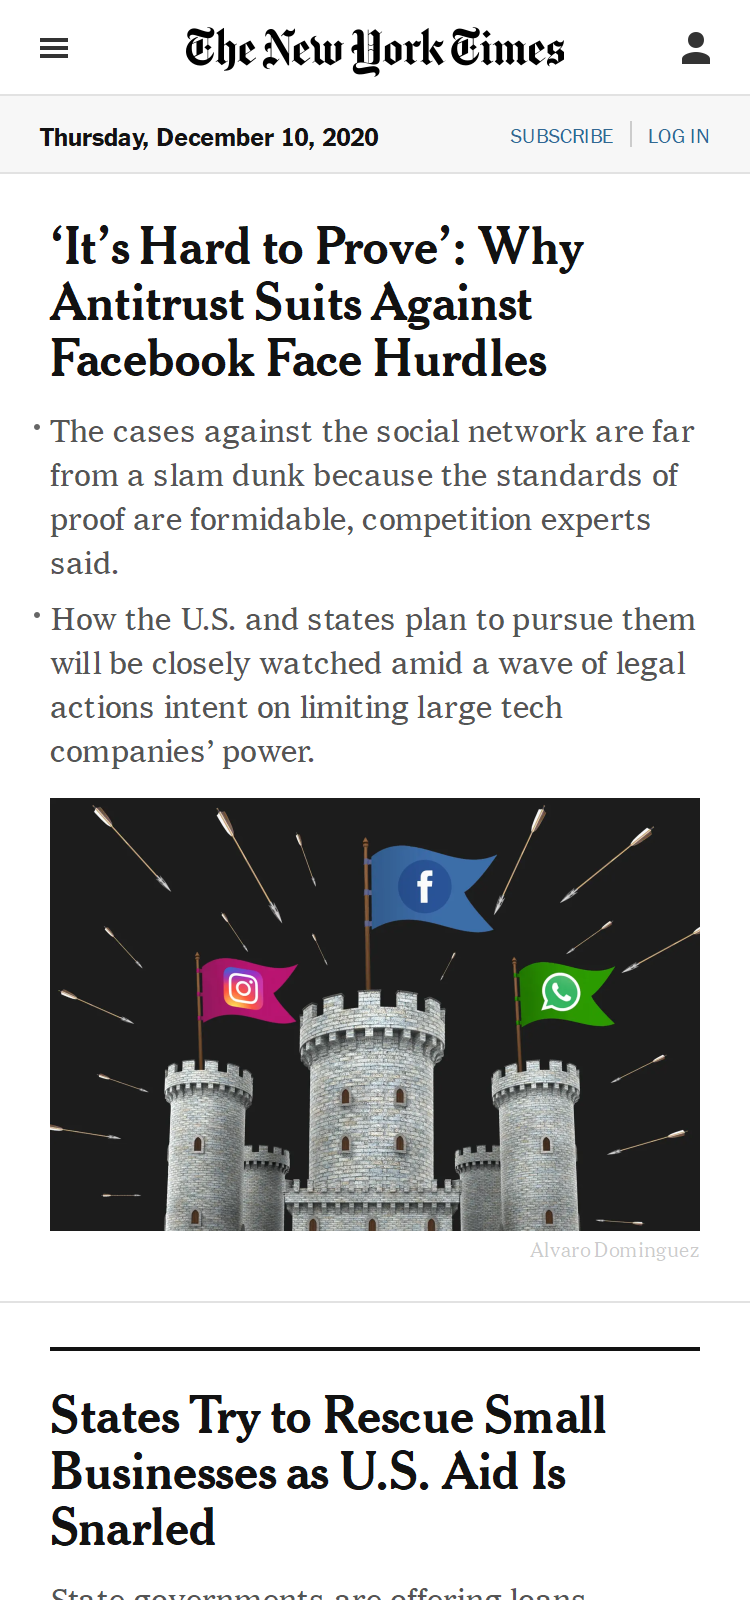 The New York Times
Thursday, December 10, 2020
SUBSCRIBE
LOG IN
‘It’s Hard to Prove’: Why
Antitrust Suits Against
Facebook Face Hurdles
• The cases against the social network are far
from a slam dunk because the standards of
proof are formidable, competition experts
said.
• How the U.S. and states plan to pursue them
will be closely watched amid a wave of legal
actions intent on limiting large tech
companies’ power.
f
Alvaro Dominguez
States Try to Rescue Small
Businesses as U.S. Aid Is
Snarled
State governments are offering loans